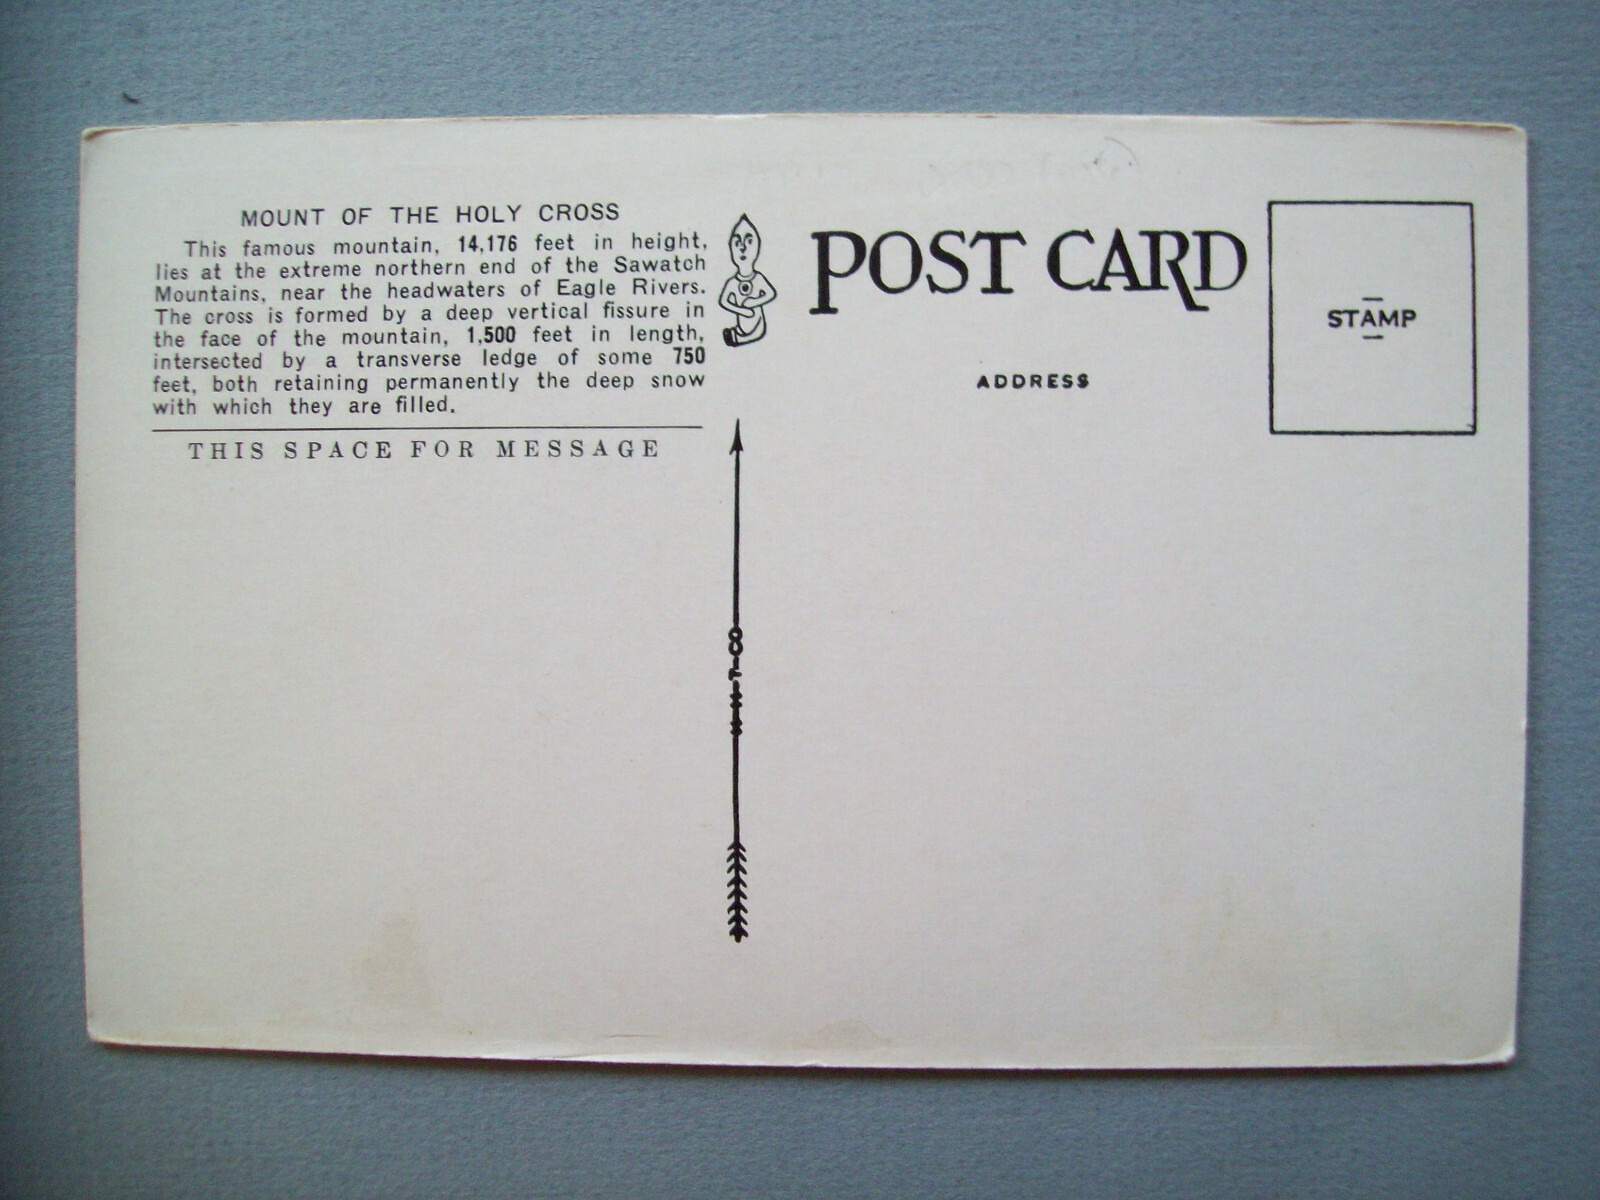 MOUNT OF THE HOLY CROSS
This famous mountain, 14,176 feet in height,
lies at the extreme northern end of the Sawatch
Mountains, near the headwaters of Eagle Rivers.
The cross is formed by a deep vertical fissure in
the face of the mountain, 1,500 feet in length,
intersected by a transverse ledge of some 750
feet, both retaining permanently the deep snow
with which they are filled.
THIS SPACE FOR MESSAGE
POST CARD
ADDRESS
STAMP